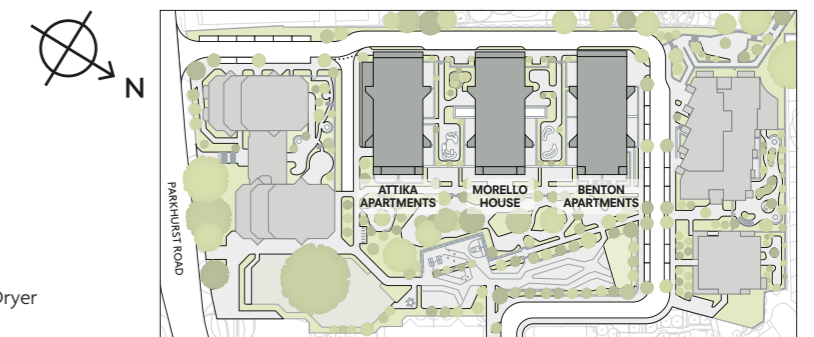 N
PARKHURST ROAD
ATTIKA
APARTMENTS
MORELLO
HOUSE
BENTON
APARTMENTS
Dryer